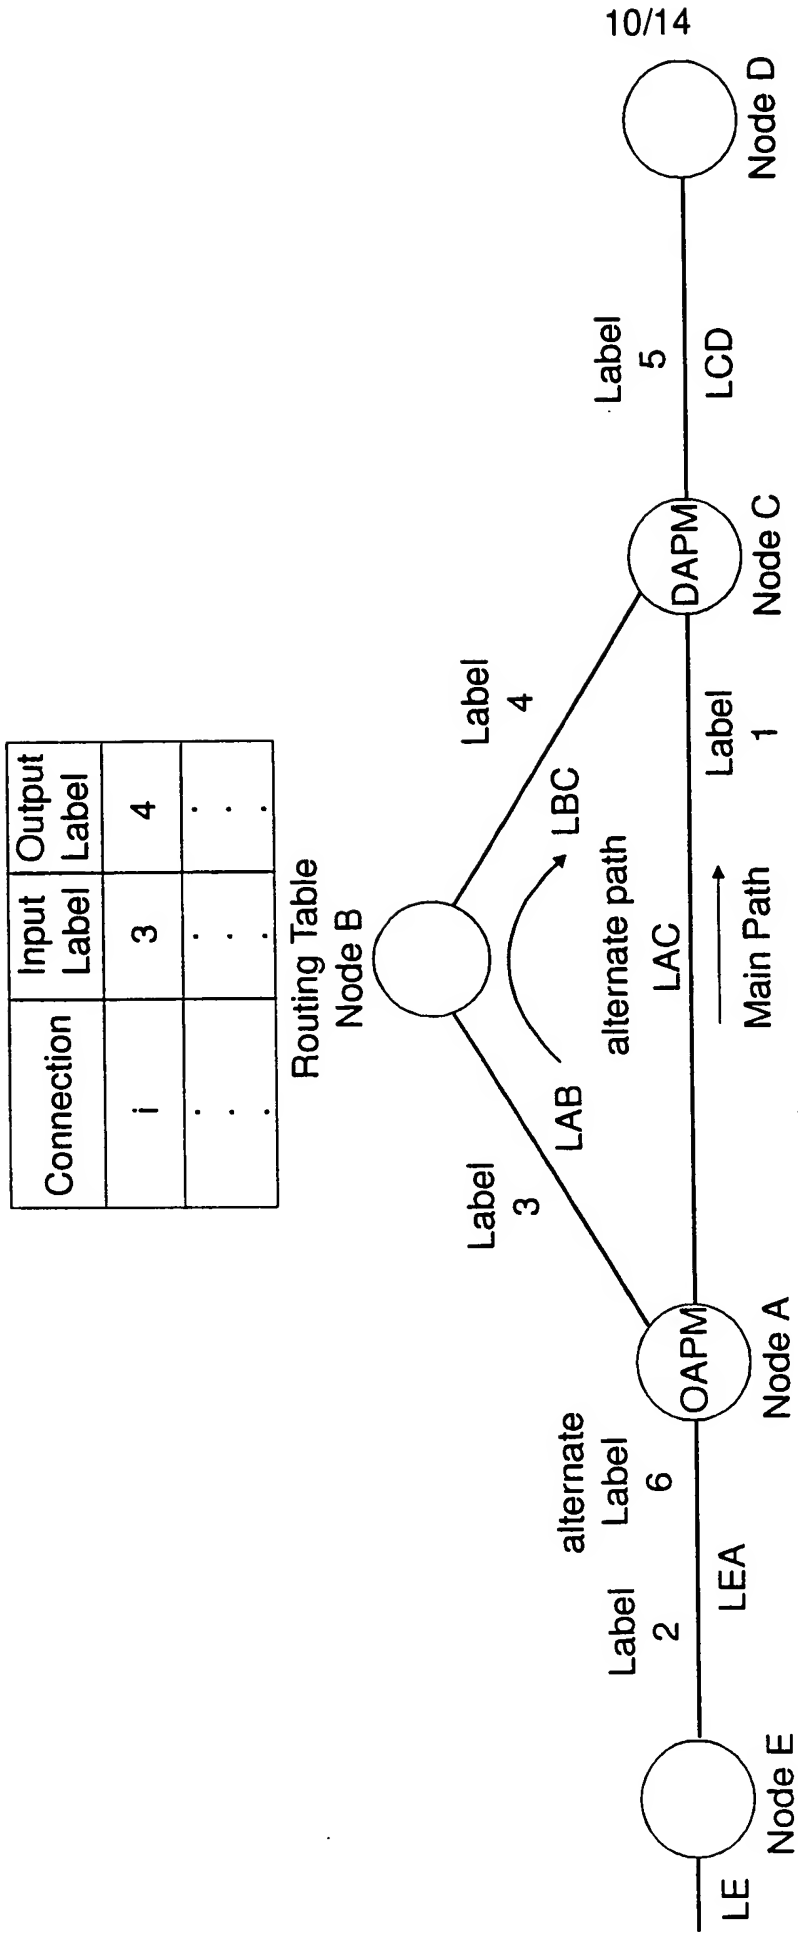 10/14
Connection
Input
Label
Output
Label
i
3
4
. . .
. . .
. . .
Routing Table
Node B
Label
3
Label
4
LAB
LBC
alternate path
LAC
Label
2
alternate
Label
6
Label
5
LE
LEA
OAPM
DAPM
Label
1
LCD
Main Path
Node E
Node A
Node C
Node D